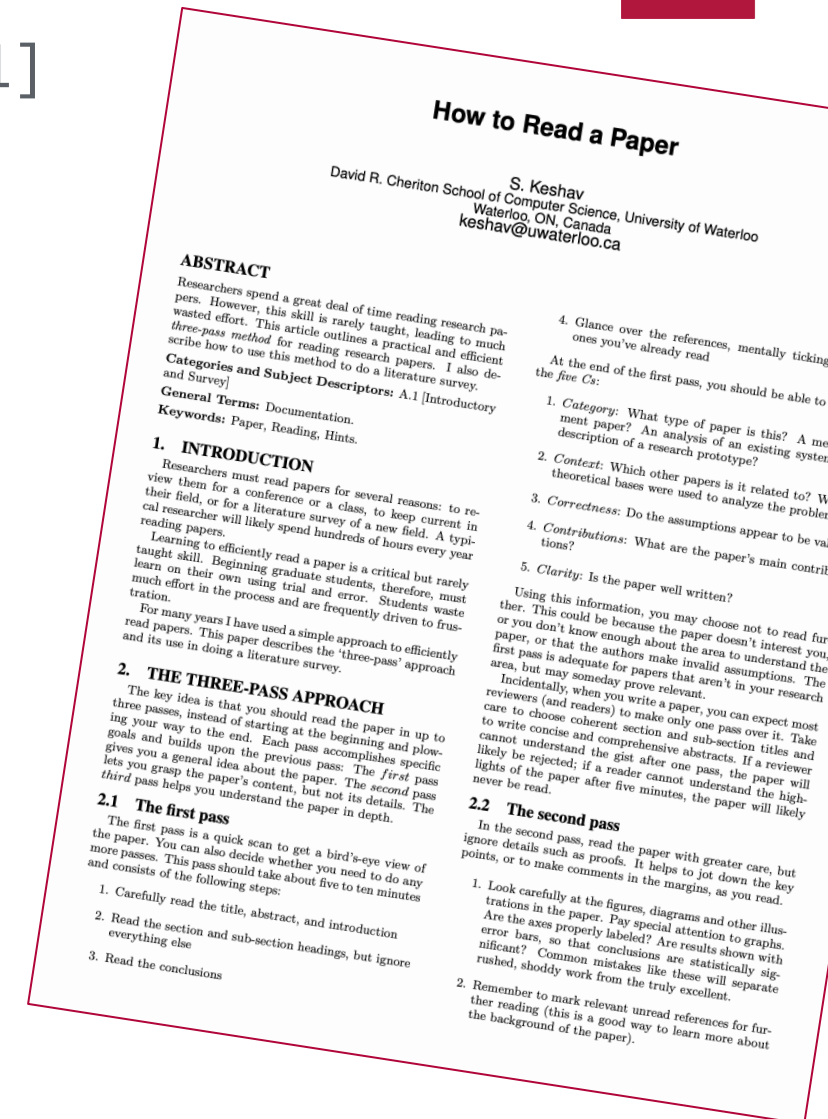 1]
How to Read a Paper
S. Keshav
David R. Cheriton School of Computer Science, University of Waterloo
Waterloo, ON, Canada
keshav@uwaterloo.ca
ABSTRACT
Researchers spend a great deal of time reading research pa-
pers. However, this skill is rarely taught, leading to much
wasted effort. This article outlines a practical and efficient
three-pass method for reading research papers. I also de-
scribe how to use this method to do a literature survey.
Categories and Subject Descriptors: A.1 [Introductory
and Survey]
General Terms: Documentation.
Keywords: Paper, Reading, Hints.
1. INTRODUCTION
Researchers must read papers for several reasons: to re-
view them for a conference or a class, to keep current in
their field, or for a literature survey of a new field. A typi-
cal researcher will likely spend hundreds of hours every year
reading papers.
Learning to efficiently read a paper is a critical but rarely
taught skill. Beginning graduate students, therefore, must
learn on their own using trial and error. Students waste
much effort in the process and are frequently driven to frus-
tration.
For many years I have used a simple approach to efficiently
read papers. This paper describes the 'three-pass' approach
and its use in doing a literature survey.
2. THE THREE-PASS APPROACH
The key idea is that you should read the paper in up to
three passes, instead of starting at the beginning and plow-
ing your way to the end. Each pass accomplishes specific
goals and builds upon the previous pass: The first pass
gives you a general idea about the paper. The second pass
lets you grasp the paper's content, but not its details. The
third pass helps you understand the paper in depth.
2.1 The first pass
The first pass is a quick scan to get a bird's-eye view of
the paper. You can also decide whether you need to do any
more passes. This pass should take about five to ten minutes
and consists of the following steps:
1. Carefully read the title, abstract, and introduction
2. Read the section and sub-section headings, but ignore
everything else
3. Read the conclusions
4. Glance over the references, mentally ticking
ones you've already read
At the end of the first pass, you should be able to
the five Cs:
1. Category: What type of paper is this? A me
ment paper? An analysis of an existing system
description of a research prototype?
2. Context: Which other papers is it related to? W
theoretical bases were used to analyze the problem
3. Correctness: Do the assumptions appear to be val
4. Contributions: What are the paper's main contrib
tions?
5. Clarity: Is the paper well written?
Using this information, you may choose not to read fur
ther. This could be because the paper doesn't interest you,
or you don't know enough about the area to understand the
paper, or that the authors make invalid assumptions. The
first pass is adequate for papers that aren't in your research
area, but may someday prove relevant.
Incidentally, when you write a paper, you can expect most
reviewers (and readers) to make only one pass over it. Take
care to choose coherent section and sub-section titles and
to write concise and comprehensive abstracts. If a reviewer
cannot understand the gist after one pass, the paper will
likely be rejected; if a reader cannot understand the high-
lights of the paper after five minutes, the paper will likely
never be read.
2.2 The second pass
In the second pass, read the paper with greater care, but
ignore details such as proofs. It helps to jot down the key
points, or to make comments in the margins, as you read.
1. Look carefully at the figures, diagrams and other illus-
trations in the paper. Pay special attention to graphs.
Are the axes properly labeled? Are results shown with
error bars, so that conclusions are statistically sig-
nificant? Common mistakes like these will separate
rushed, shoddy work from the truly excellent.
2. Remember to mark relevant unread references for fur-
ther reading (this is a good way to learn more about
the background of the paper).